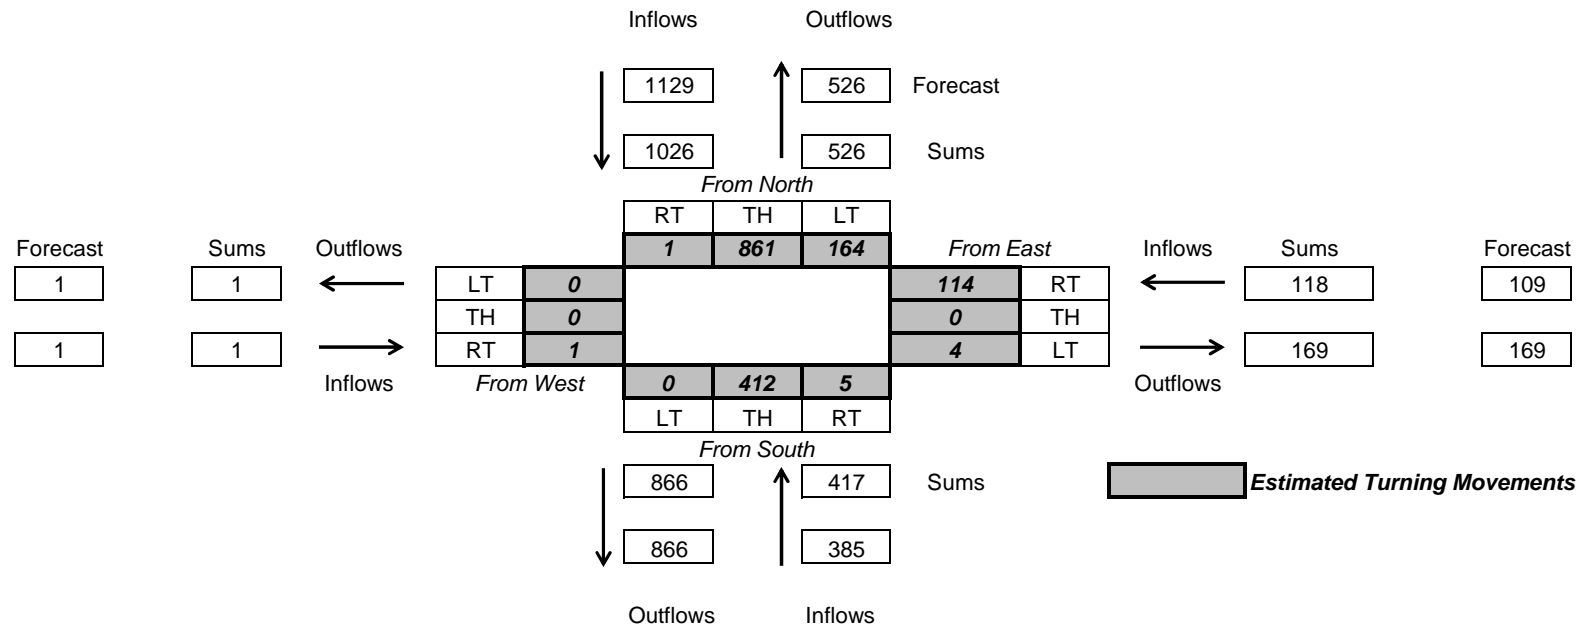 Inflows Outflows
1129 526 Forecast
1026 526 Sums
From North
RT TH LT
Forecast Sums Outflows 1 861 164 From East Inflows Sums Forecast
1 1 LT 0 114 RT 118 109
TH 0 0 TH
1 1 RT 1 4 LT 169 169
Inflows From West 0 412 5 Outflows
LT TH RT
From South
866 417 Sums Estimated Turning Movements
866 385
Outflows Inflows